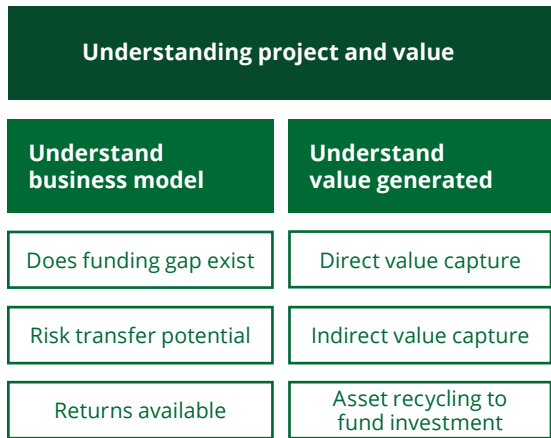 Understanding project and value
Understand
business model
Does funding gap exist
Risk transfer potential
Returns available
Understand
value generated
Direct value capture
Indirect value capture
Asset recycling to
fund investment